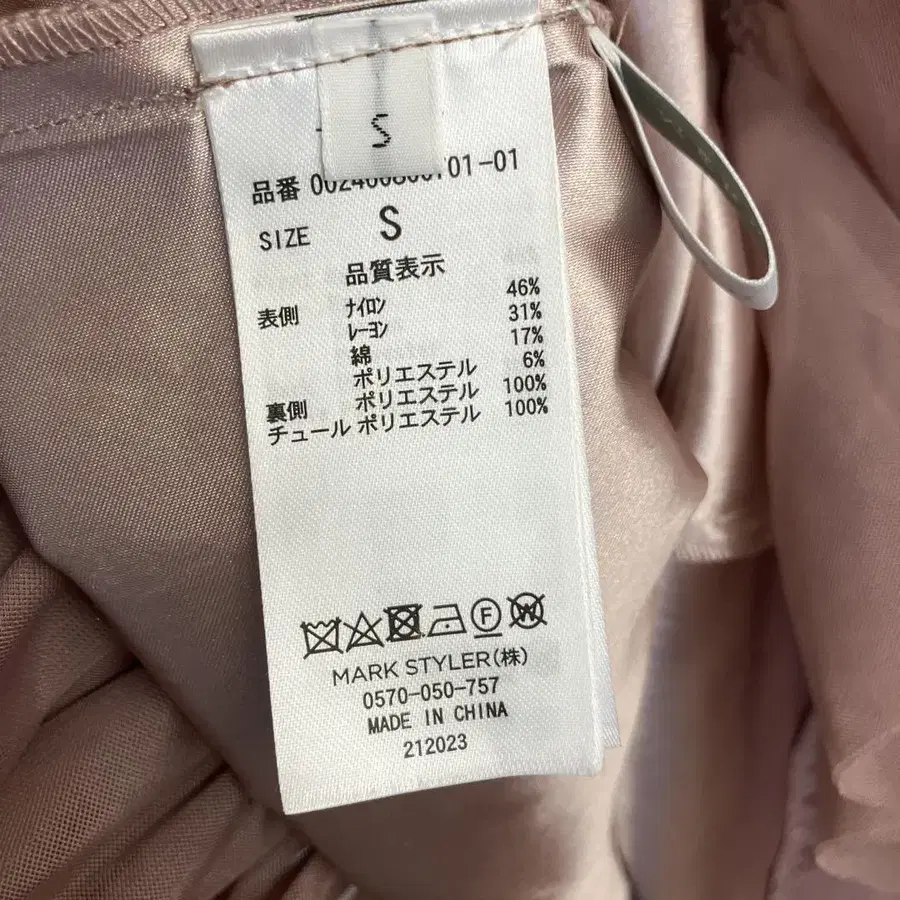 S
品番
SIZE S
品質表示
表側 ナイロン 46%
レーヨン 31%
綿 17%
ポリエステル 6%
裏側 ポリエステル 100%
チュール ポリエステル 100%
F
W
MARK STYLER(株)
0570-050-757
MADE IN CHINA
212023